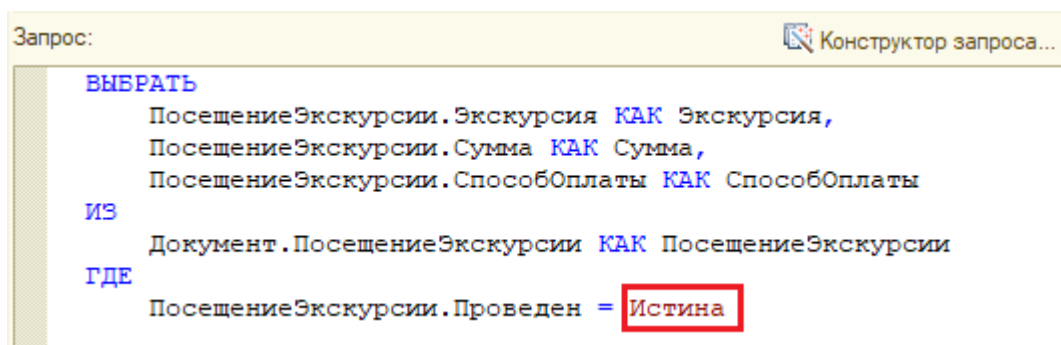 Запрос: Конструктор запроса...
ВЫБРАТЬ
ПосещениеЭкскурсии.Экскурсия КАК Экскурсия,
ПосещениеЭкскурсии.Сумма КАК Сумма,
ПосещениеЭкскурсии.СпособОплаты КАК СпособОплаты
ИЗ
Документ.ПосещениеЭкскурсии КАК ПосещениеЭкскурсии
ГДЕ
ПосещениеЭкскурсии.Проведен = Истина